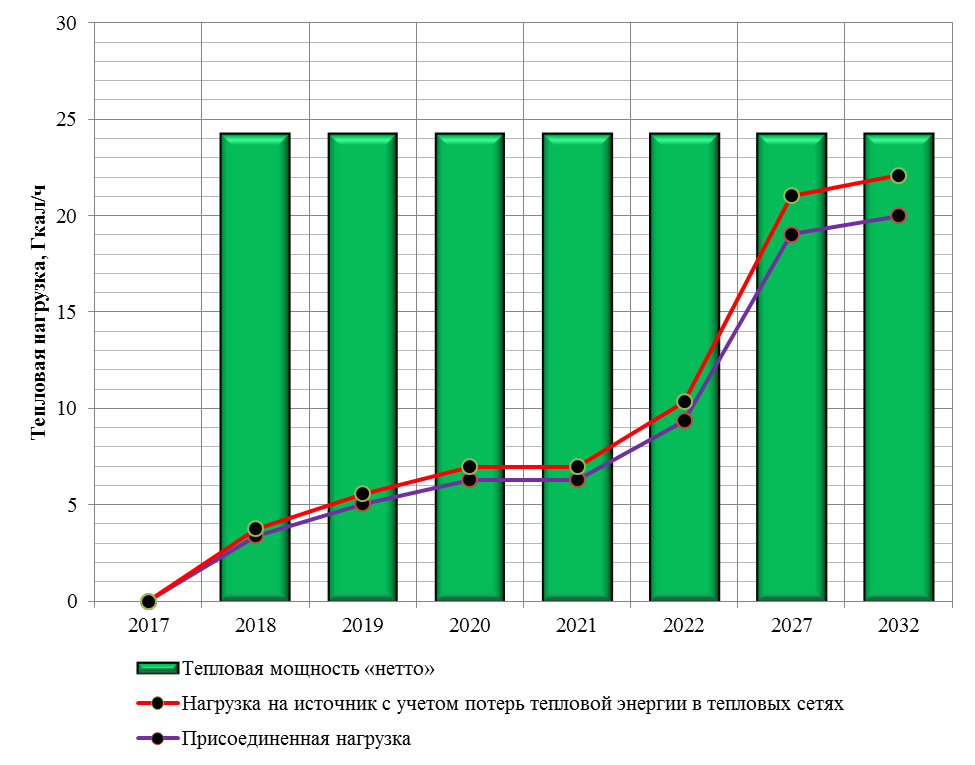 30
25
20
15
10
5
0
Тепловая нагрузка, Гкал/ч
2017 2018 2019 2020 2021 2022 2027 2032
Тепловая мощность «нетто»
Нагрузка на источник с учетом потерь тепловой энергии в тепловых сетях
Присоединенная нагрузка